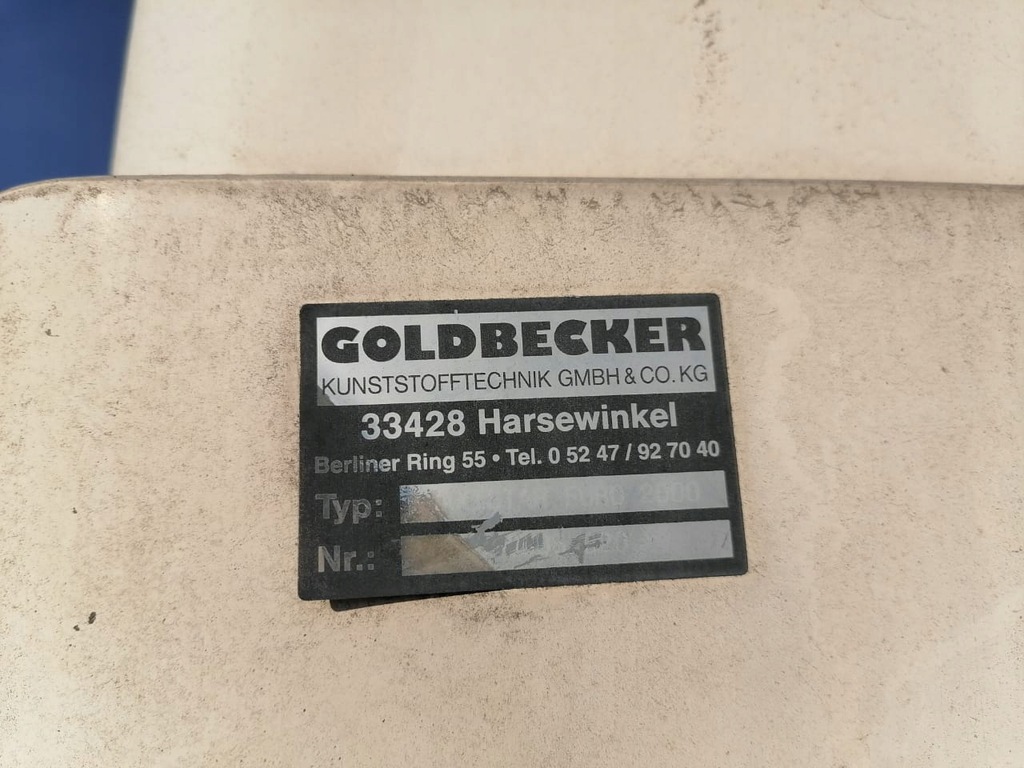 GOLDBECKER
KUNSTSTOFFTECHNIK GMBH & CO. KG
33428 Harsewinkel
Berliner Ring 55 • Tel. 0 52 47 / 92 70 40
Typ: 2000
Nr.: